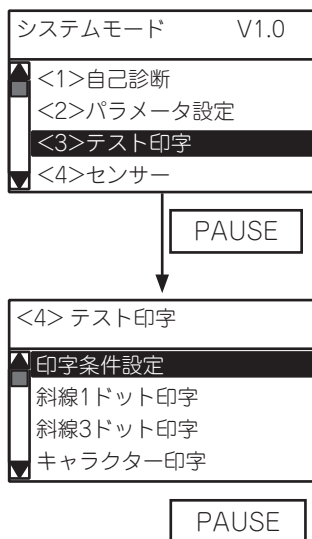 システムモード V1.0
<1>自己診断
<2>パラメータ設定
<3>テスト印字
<4>センサー
PAUSE
<4> テスト印字
印字条件設定
斜線1ドット印字
斜線3ドット印字
キャラクター印字
PAUSE